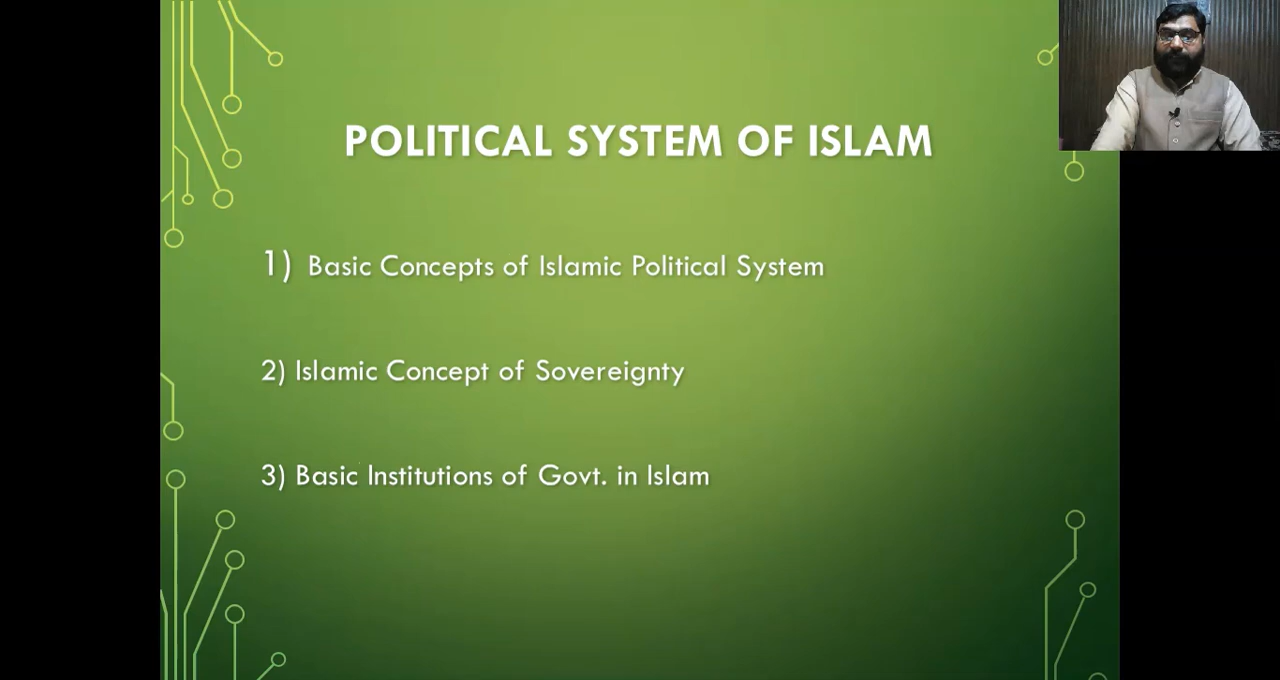 POLITICAL SYSTEM OF ISLAM
1) Basic Concepts of Islamic Political System
2) Islamic Concept of Sovereignty
3) Basic Institutions of Govt. in Islam